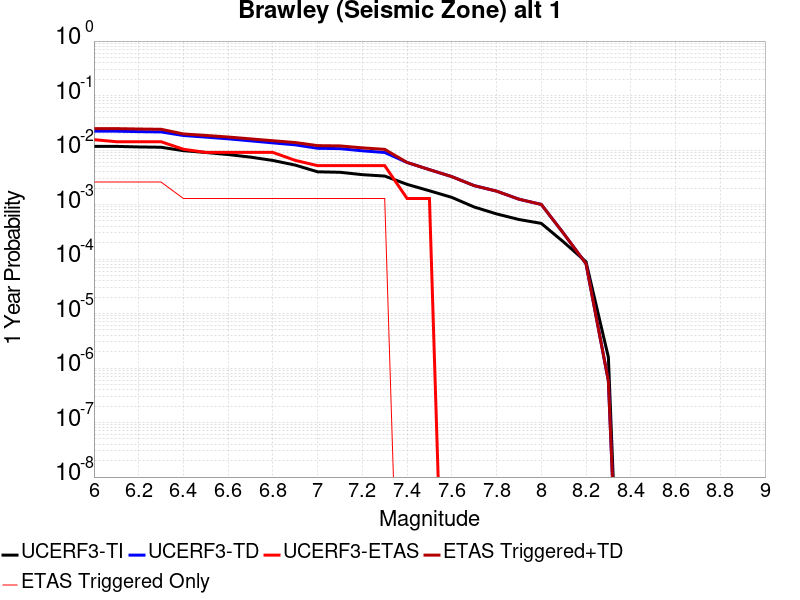 Brawley (Seismic Zone) alt 1
10^0
10^-1
10^-2
10^-3
10^-4
10^-5
10^-6
10^-7
10^-8
1 Year Probability
6 6.2 6.4 6.6 6.8 7 7.2 7.4 7.6 7.8 8 8.2 8.4 8.6 8.8 9
Magnitude
UCERF3-TI UCERF3-TD UCERF3-ETAS ETAS Triggered+TD
ETAS Triggered Only